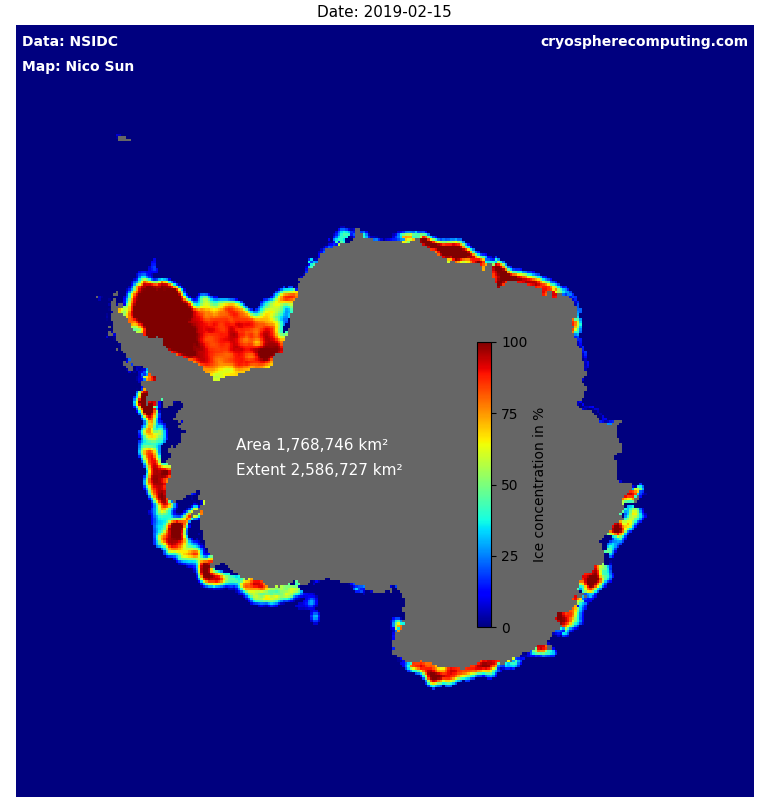 Date: 2019-02-15
Data: NSIDC
cryospherecomputing.com
Map: Nico Sun
100
75
50
25
0
Ice concentration in %
Area 1,768,746 km²
Extent 2,586,727 km²